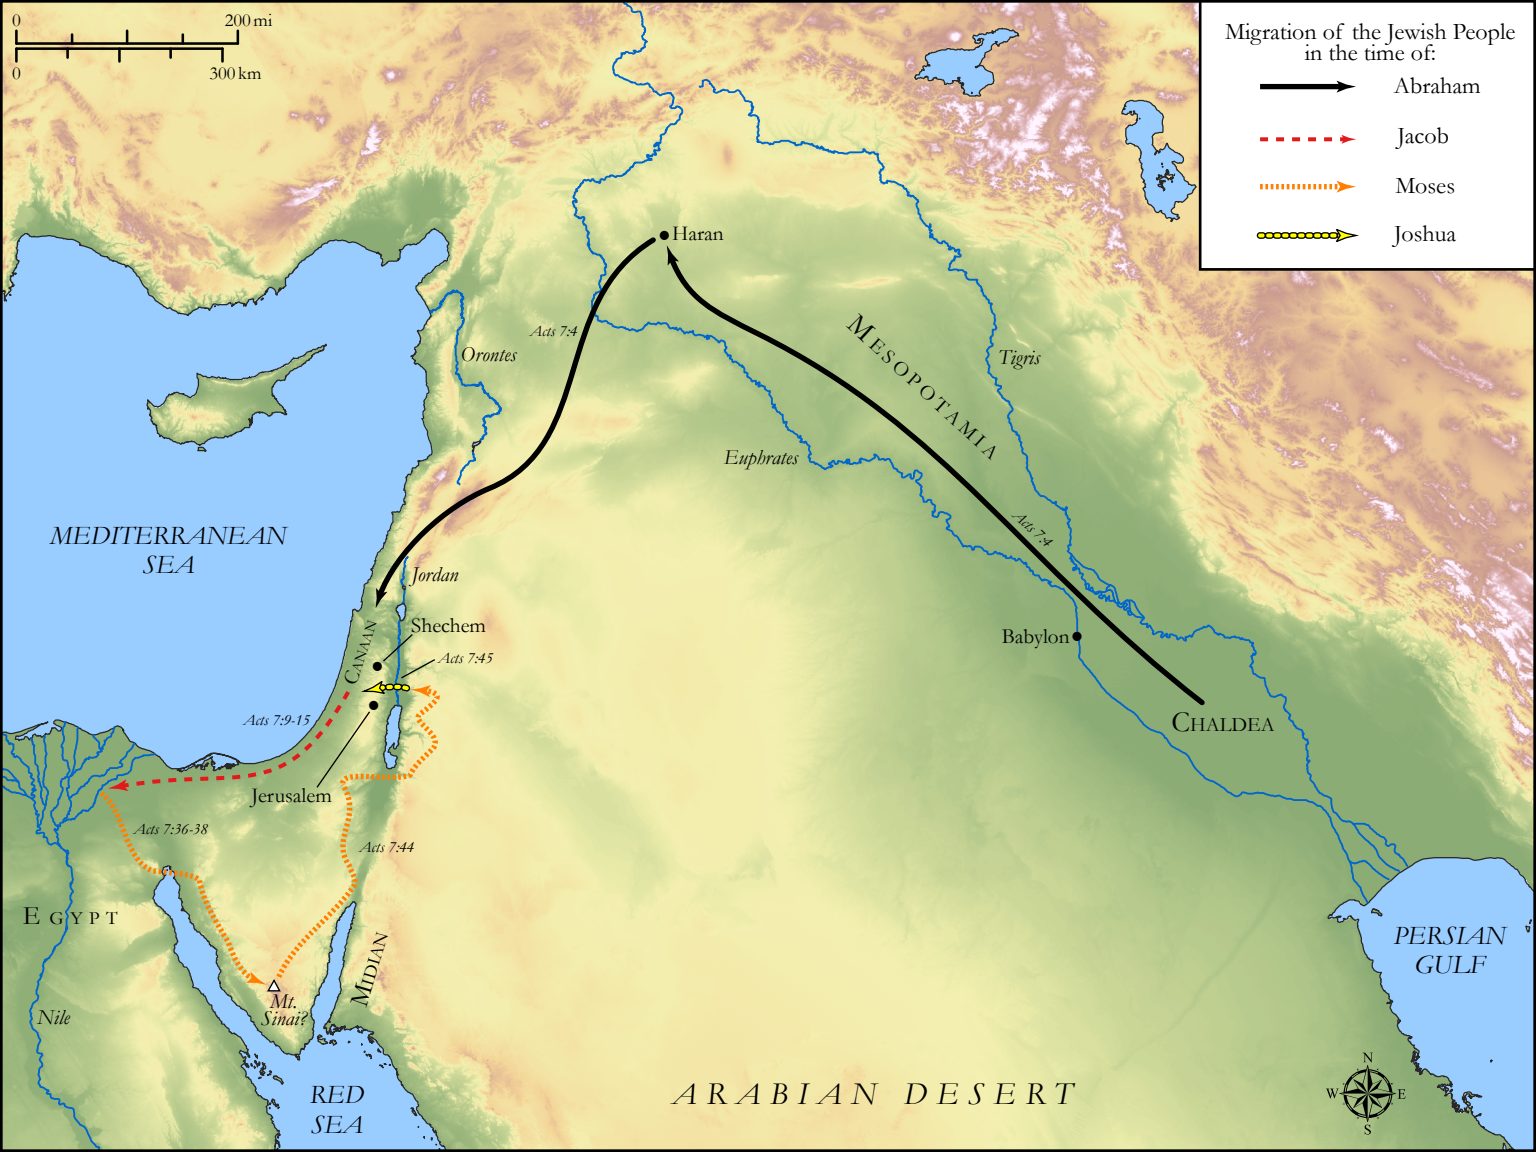 0 200 mi
0 300 km
Migration of the Jewish People
in the time of:
Abraham
Jacob
Moses
Joshua
Haran
Acts 7:4
Orontes
MESOPOTAMIA
Tigris
Euphrates
Acts 7:4
MEDITERRANEAN
SEA
Jordan
Shechem
CANAAN
Acts 7:45
Babylon
CHALDEA
Acts 7:9-15
Jerusalem
Acts 7:36-38
Acts 7:44
EGYPT
MIDIAN
PERSIAN
GULF
Mt.
Sinai?
Nile
RED
SEA
ARABIAN DESERT
N
W E
S